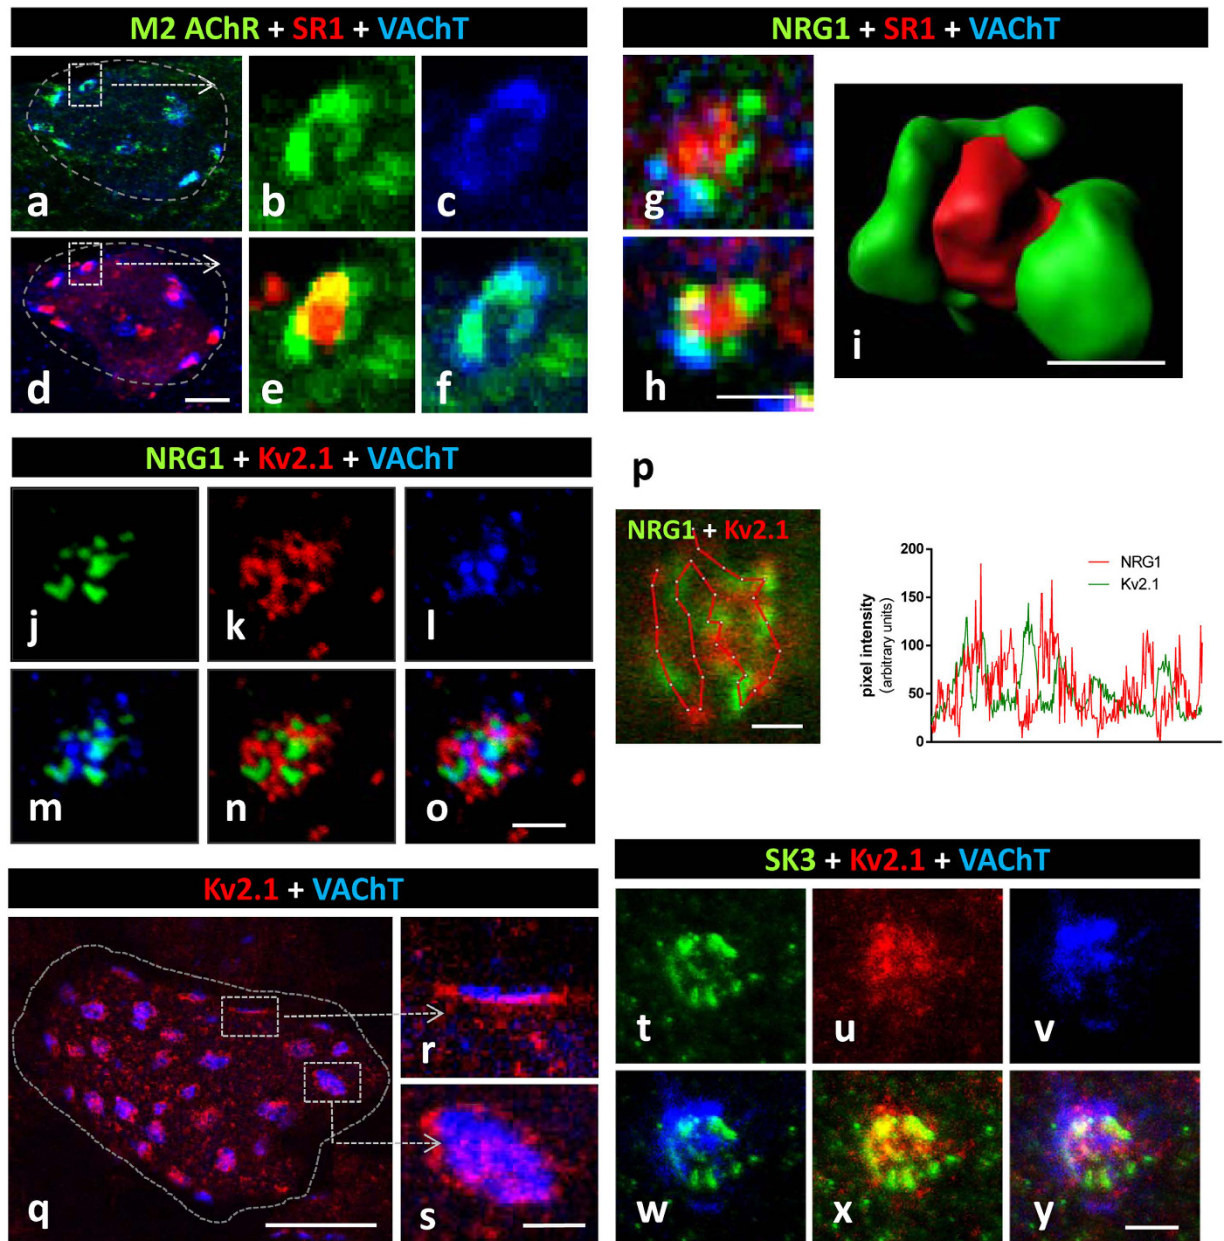 M2 AChR + SR1 + VAChT
a
b
c
d
e
f
NRG1 + SR1 + VAChT
g
h
i
NRG1 + Kv2.1 + VAChT
j
k
l
m
n
o
p
NRG1 + Kv2.1
pixel intensity
(arbitrary units)
200
150
100
50
0
NRG1
Kv2.1
Kv2.1 + VAChT
q
r
s
SK3 + Kv2.1 + VAChT
t
u
v
w
x
y